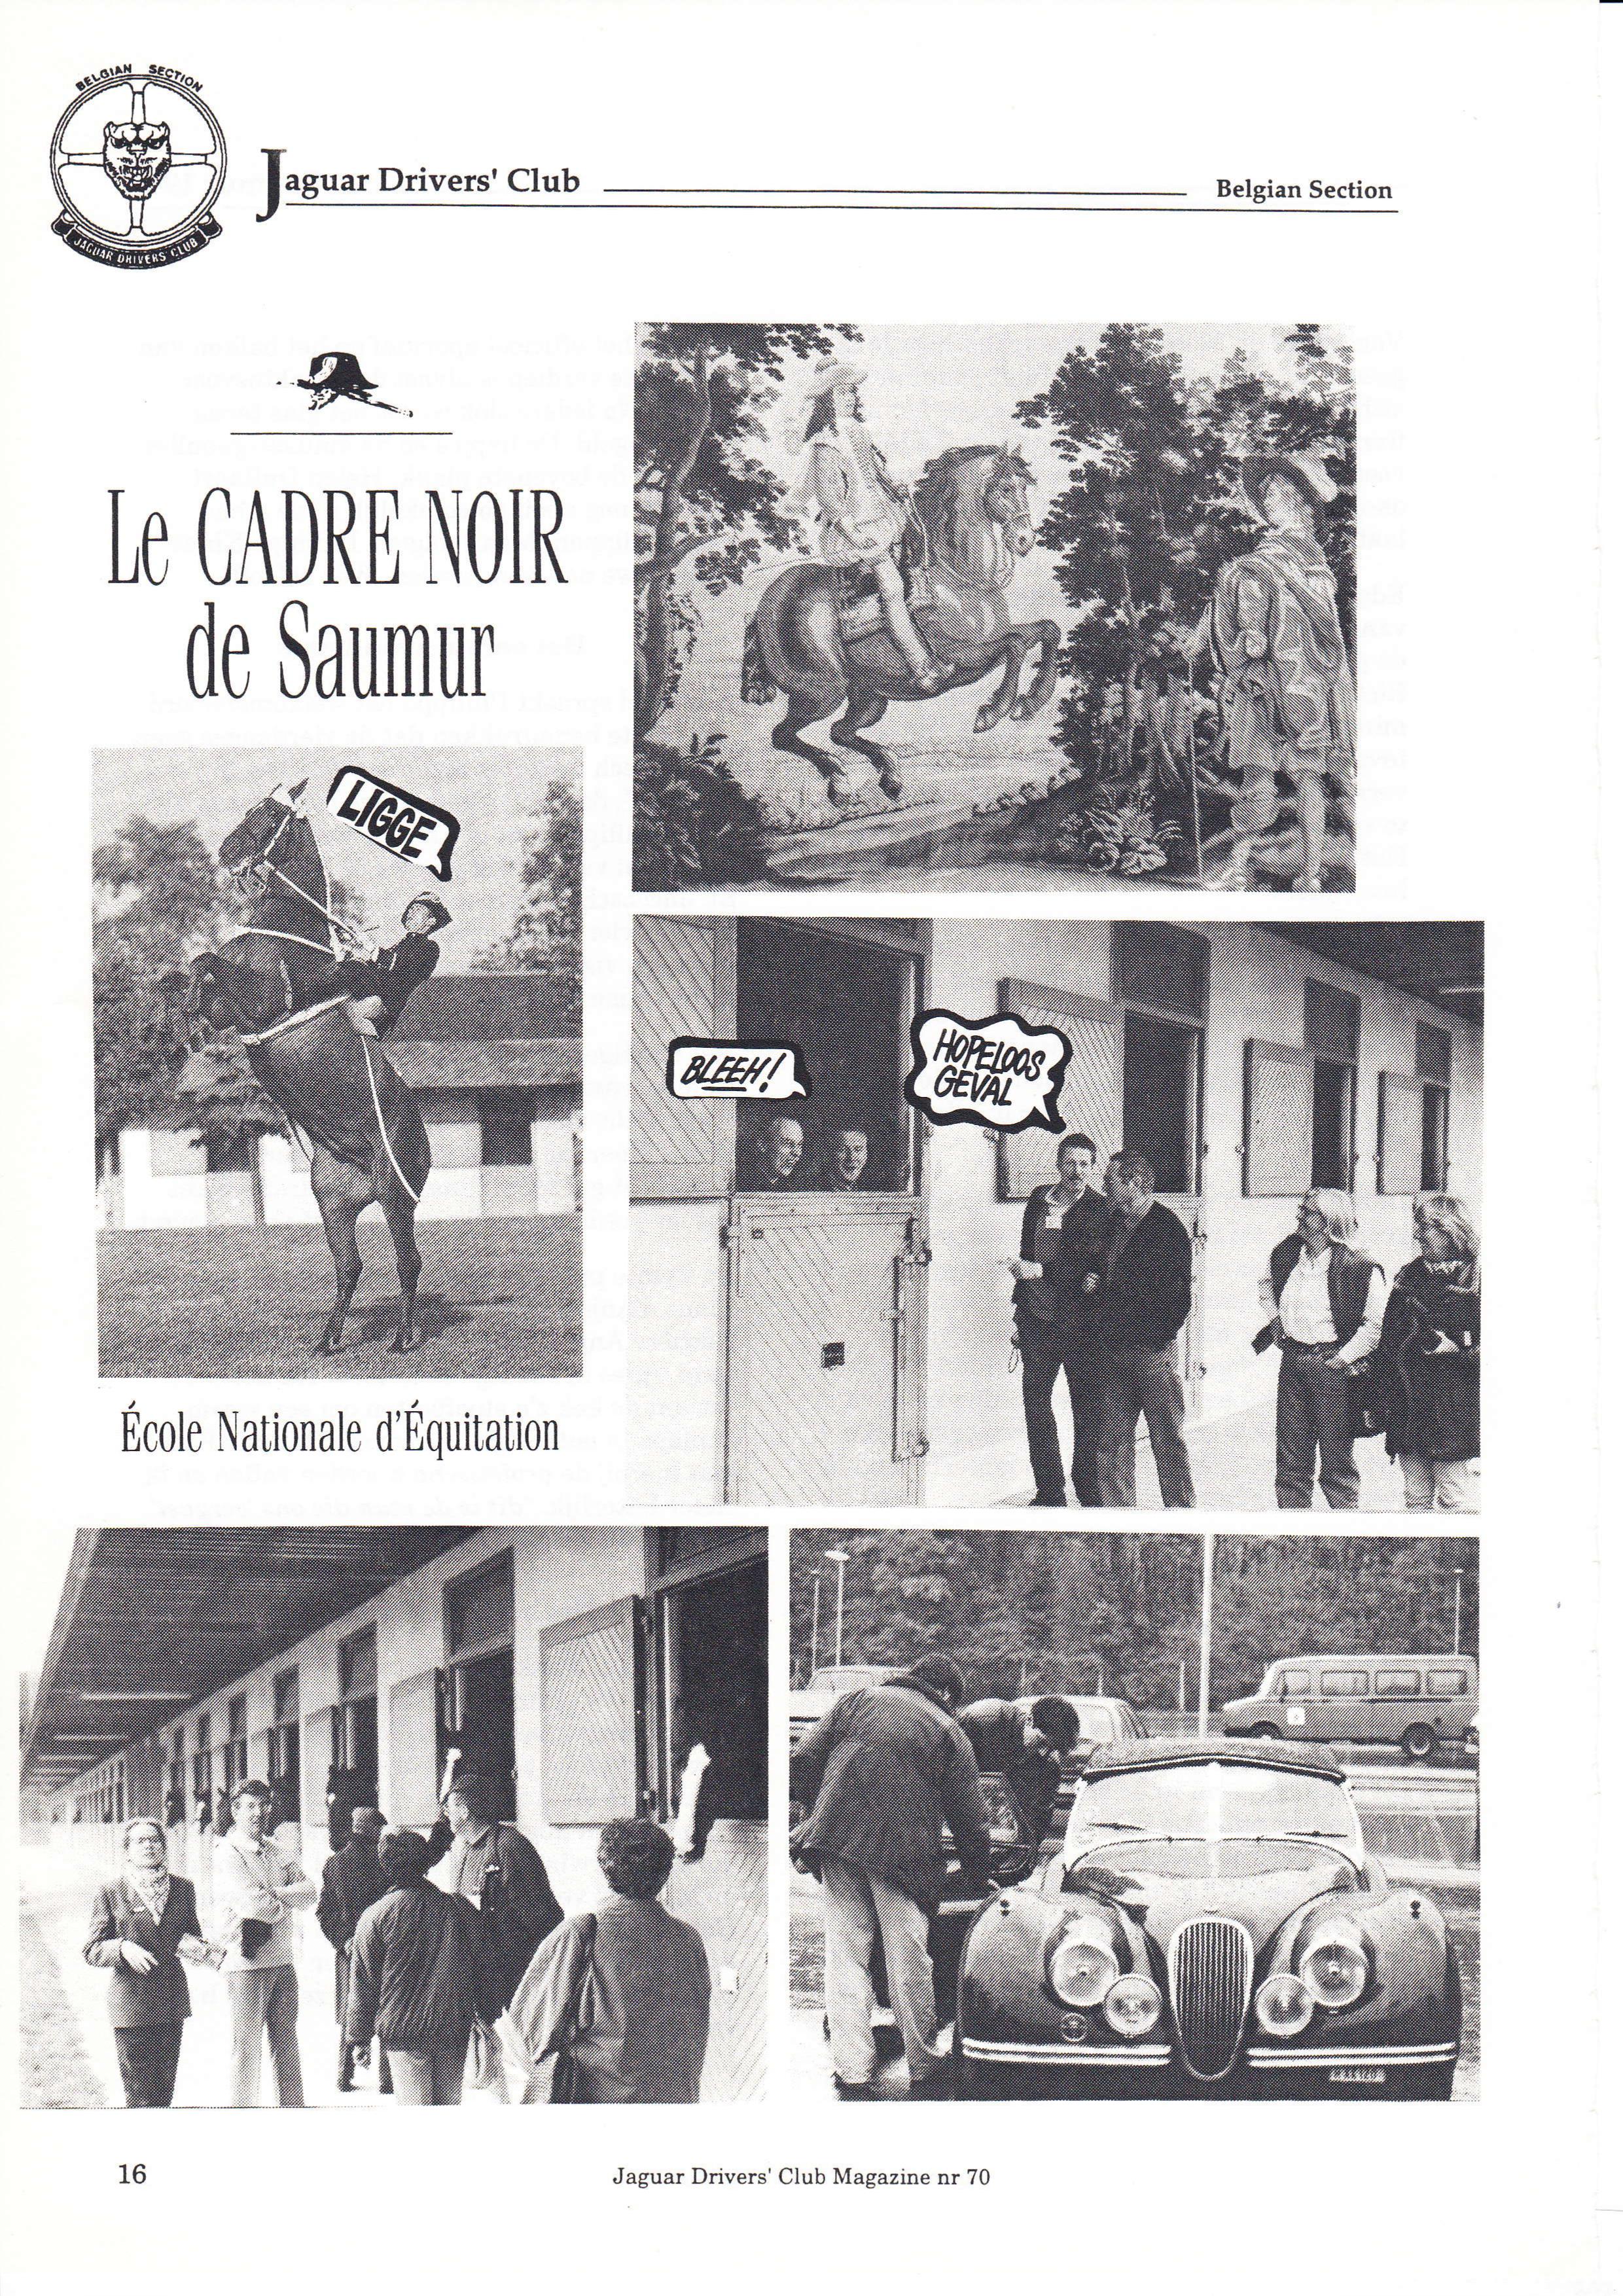 BELGIAN SECTION
JAGUAR DRIVERS' CLUB
Jaguar Drivers' Club
Belgian Section
Le CADRE NOIR
de Saumur
LIGGE
BLEEH!
HOPELOOS
GEVAL
École Nationale d'Équitation
16
Jaguar Drivers' Club Magazine nr 70